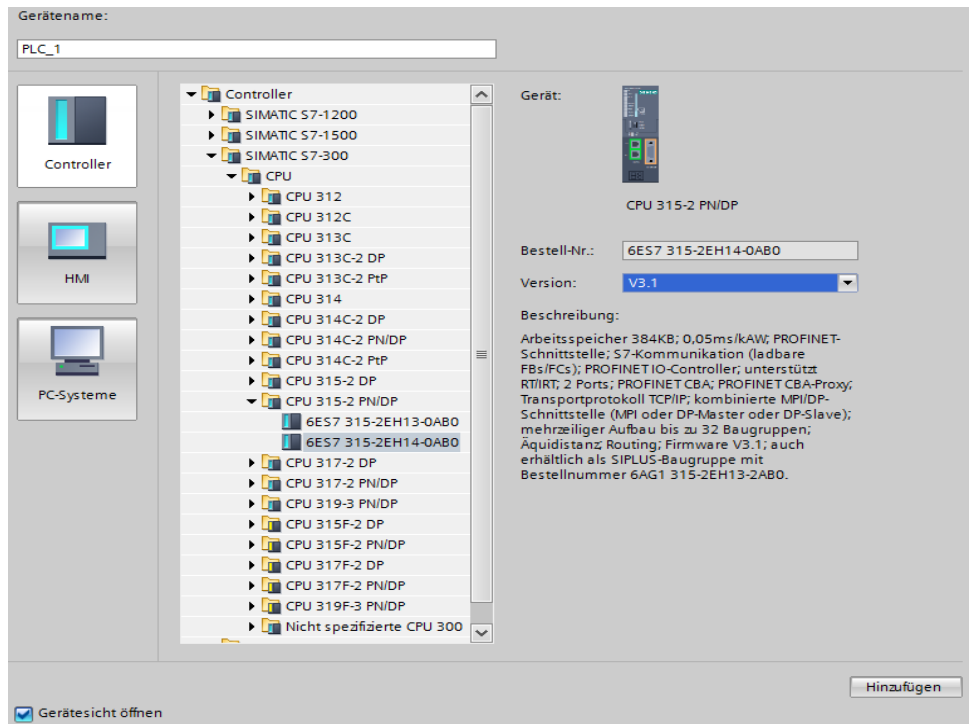 Gerätename:
PLC_1
Controller
HMI
PC-Systeme
Controller
SIMATIC S7-1200
SIMATIC S7-1500
SIMATIC S7-300
CPU
CPU 312
CPU 312C
CPU 313C
CPU 313C-2 DP
CPU 313C-2 PtP
CPU 314
CPU 314C-2 DP
CPU 314C-2 PN/DP
CPU 314C-2 PtP
CPU 315-2 DP
CPU 315-2 PN/DP
6ES7 315-2EH13-0AB0
6ES7 315-2EH14-0AB0
CPU 317-2 DP
CPU 317-2 PN/DP
CPU 319-3 PN/DP
CPU 315F-2 DP
CPU 315F-2 PN/DP
CPU 317F-2 DP
CPU 317F-2 PN/DP
CPU 319F-3 PN/DP
Nicht spezifizierte CPU 300
Gerät:
CPU 315-2 PN/DP
Bestell-Nr.: 6ES7 315-2EH14-0AB0
Version: V3.1
Beschreibung:
Arbeitsspeicher 384KB; 0,05ms/kAW; PROFINET-
Schnittstelle; S7-Kommunikation (ladbare
FBs/FCs); PROFINET IO-Controller; unterstützt
RT/IRT; 2 Ports; PROFINET CBA; PROFINET CBA-Proxy;
Transportprotokoll TCP/IP; kombinierte MPI/DP-
Schnittstelle (MPI oder DP-Master oder DP-Slave);
mehrzeiliger Aufbau bis zu 32 Baugruppen;
Äquidistanz; Routing; Firmware V3.1; auch
erhältlich als SIPLUS-Baugruppe mit
Bestellnummer 6AG1 315-2EH13-2AB0.
Hinzufügen
Gerätesicht öffnen